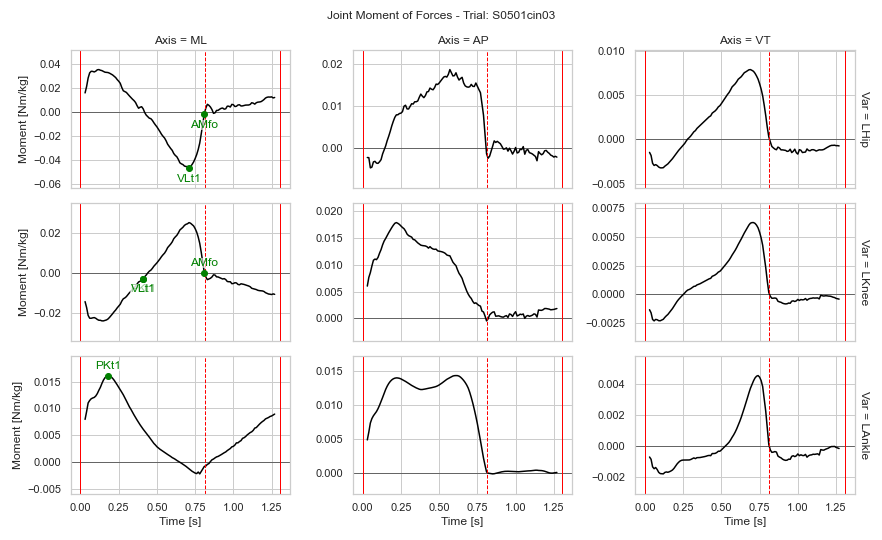 Joint Moment of Forces - Trial: S0501cin03
Axis = ML
Axis = AP
Axis = VT
Moment [Nm/kg]
0.04
0.02
0.00
−0.02
−0.04
−0.06
AMfo
VLt1
0.02
0.01
0.00
0.010
0.005
0.000
−0.005
Var = LHip
Moment [Nm/kg]
0.02
0.00
−0.02
VLt1
AMfo
0.020
0.015
0.010
0.005
0.000
0.0075
0.0050
0.0025
0.0000
−0.0025
Var = LKnee
Moment [Nm/kg]
0.015
0.010
0.005
0.000
−0.005
PKt1
0.015
0.010
0.005
0.000
0.004
0.002
0.000
−0.002
Var = LAnkle
0.00 0.25 0.50 0.75 1.00 1.25
0.00 0.25 0.50 0.75 1.00 1.25
0.00 0.25 0.50 0.75 1.00 1.25
Time [s]
Time [s]
Time [s]